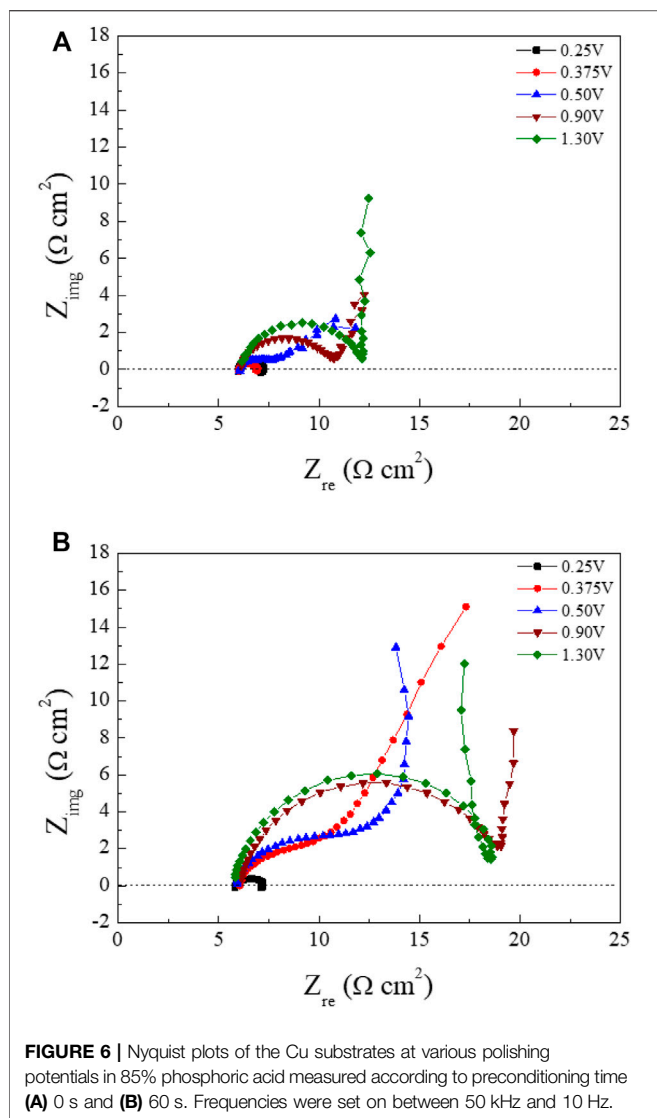 A
18
16
14
12
10
8
6
4
2
0
-2
Z_img (Ω cm²)
0.25V
0.375V
0.50V
0.90V
1.30V
0 5 10 15 20 25
Z_re (Ω cm²)
B
18
16
14
12
10
8
6
4
2
0
-2
Z_img (Ω cm²)
0.25V
0.375V
0.50V
0.90V
1.30V
0 5 10 15 20 25
Z_re (Ω cm²)
FIGURE 6 | Nyquist plots of the Cu substrates at various polishing
potentials in 85% phosphoric acid measured according to preconditioning time
(A) 0 s and (B) 60 s. Frequencies were set on between 50 kHz and 10 Hz.